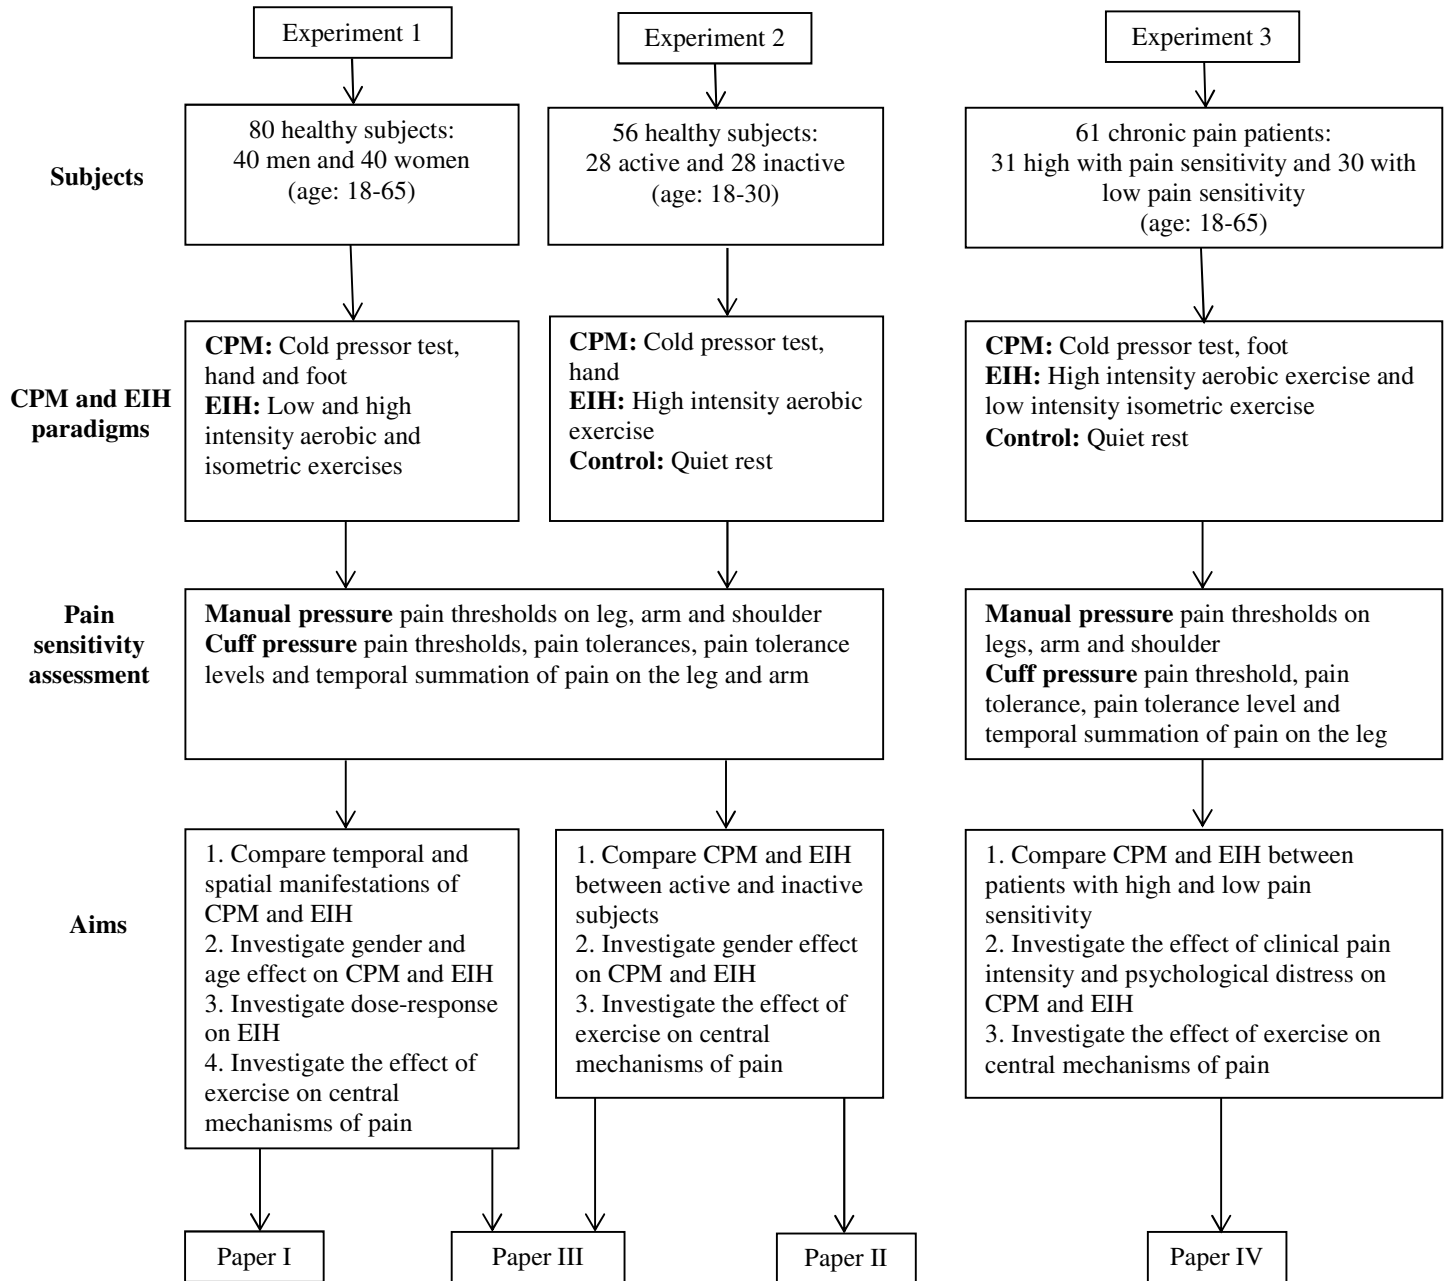 Experiment 1
Experiment 2
Experiment 3
Subjects
80 healthy subjects:
40 men and 40 women
(age: 18-65)
56 healthy subjects:
28 active and 28 inactive
(age: 18-30)
61 chronic pain patients:
31 high with pain sensitivity and 30 with
low pain sensitivity
(age: 18-65)
CPM and EIH
paradigms
CPM: Cold pressor test,
hand and foot
EIH: Low and high
intensity aerobic and
isometric exercises
CPM: Cold pressor test,
hand
EIH: High intensity aerobic
exercise
Control: Quiet rest
CPM: Cold pressor test, foot
EIH: High intensity aerobic exercise and
low intensity isometric exercise
Control: Quiet rest
Pain
sensitivity
assessment
Manual pressure pain thresholds on leg, arm and shoulder
Cuff pressure pain thresholds, pain tolerances, pain tolerance
levels and temporal summation of pain on the leg and arm
Manual pressure pain thresholds on
legs, arm and shoulder
Cuff pressure pain threshold, pain
tolerance, pain tolerance level and
temporal summation of pain on the leg
Aims
1. Compare temporal and
spatial manifestations of
CPM and EIH
2. Investigate gender and
age effect on CPM and EIH
3. Investigate dose-response
on EIH
4. Investigate the effect of
exercise on central
mechanisms of pain
1. Compare CPM and EIH
between active and inactive
subjects
2. Investigate gender effect
on CPM and EIH
3. Investigate the effect of
exercise on central
mechanisms of pain
1. Compare CPM and EIH between
patients with high and low pain
sensitivity
2. Investigate the effect of clinical pain
intensity and psychological distress on
CPM and EIH
3. Investigate the effect of exercise on
central mechanisms of pain
Paper I
Paper III
Paper II
Paper IV